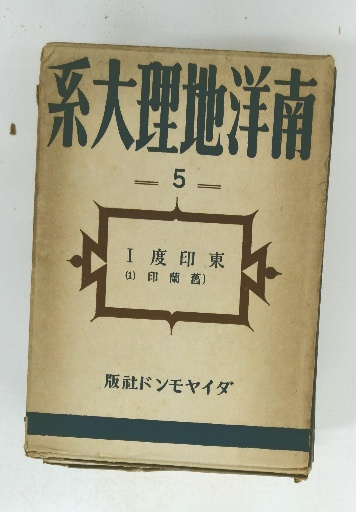 南洋地理大系
5
東印度 I
(舊蘭印 (1)
ダイヤモンド社版